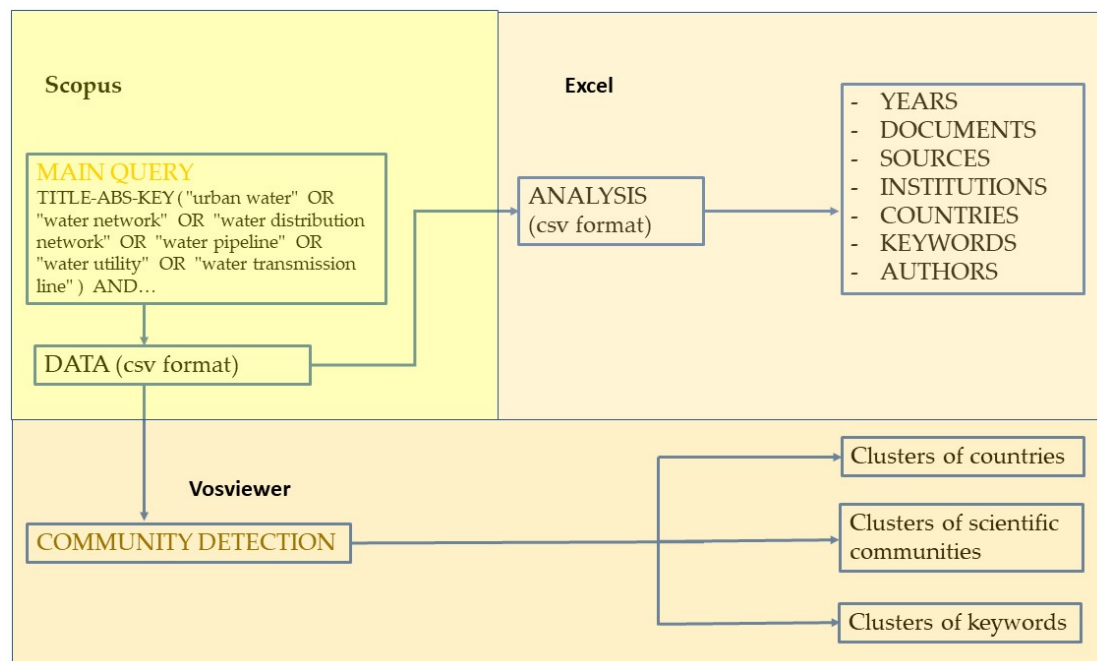 Scopus
MAIN QUERY
TITLE-ABS-KEY ( "urban water" OR
"water network" OR "water distribution
network" OR "water pipeline" OR
"water utility" OR "water transmission
line" ) AND…
DATA (csv format)
Excel
ANALYSIS
(csv format)
- YEARS
- DOCUMENTS
- SOURCES
- INSTITUTIONS
- COUNTRIES
- KEYWORDS
- AUTHORS
Vosviewer
COMMUNITY DETECTION
Clusters of countries
Clusters of scientific
communities
Clusters of keywords